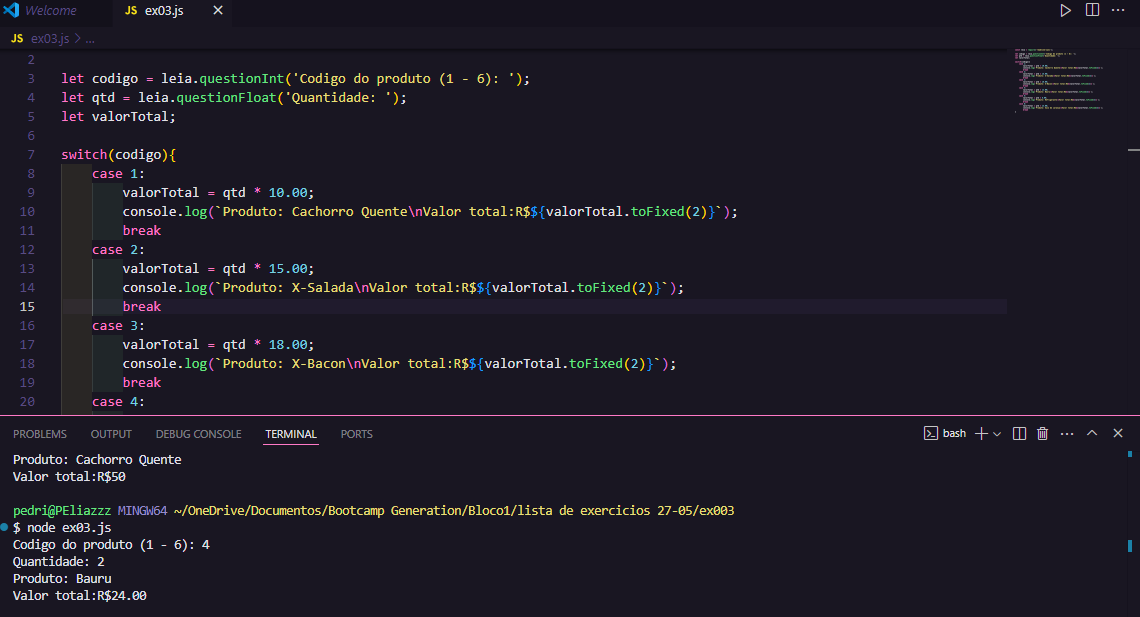 Welcome JS ex03.js
JS ex03.js > ...
2
3 let codigo = leia.questionInt('Codigo do produto (1 - 6): ');
4 let qtd = leia.questionFloat('Quantidade: ');
5 let valorTotal;
6
7 switch(codigo){
8 case 1:
9 valorTotal = qtd * 10.00;
10 console.log(`Produto: Cachorro Quente\nValor total:R$${valorTotal.toFixed(2)}`);
11 break
12 case 2:
13 valorTotal = qtd * 15.00;
14 console.log(`Produto: X-Salada\nValor total:R$${valorTotal.toFixed(2)}`);
15 break
16 case 3:
17 valorTotal = qtd * 18.00;
18 console.log(`Produto: X-Bacon\nValor total:R$${valorTotal.toFixed(2)}`);
19 break
20 case 4:
PROBLEMS OUTPUT DEBUG CONSOLE TERMINAL PORTS bash
Produto: Cachorro Quente
Valor total:R$50
pedri@PEliazzz MINGW64 ~/OneDrive/Documentos/Bootcamp Generation/Bloco1/lista de exercicios 27-05/ex003
$ node ex03.js
Codigo do produto (1 - 6): 4
Quantidade: 2
Produto: Bauru
Valor total:R$24.00